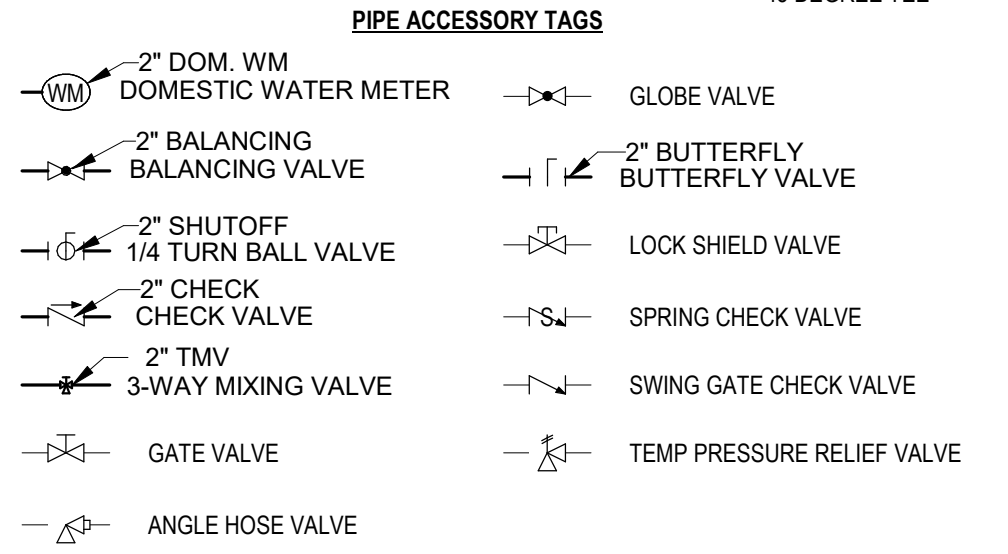 PIPE ACCESSORY TAGS
2" DOM. WM
WM
DOMESTIC WATER METER
2" BALANCING
BALANCING VALVE
2" SHUTOFF
1/4 TURN BALL VALVE
2" CHECK
CHECK VALVE
2" TMV
3-WAY MIXING VALVE
GATE VALVE
ANGLE HOSE VALVE
GLOBE VALVE
2" BUTTERFLY
BUTTERFLY VALVE
LOCK SHIELD VALVE
S
SPRING CHECK VALVE
SWING GATE CHECK VALVE
TEMP PRESSURE RELIEF VALVE